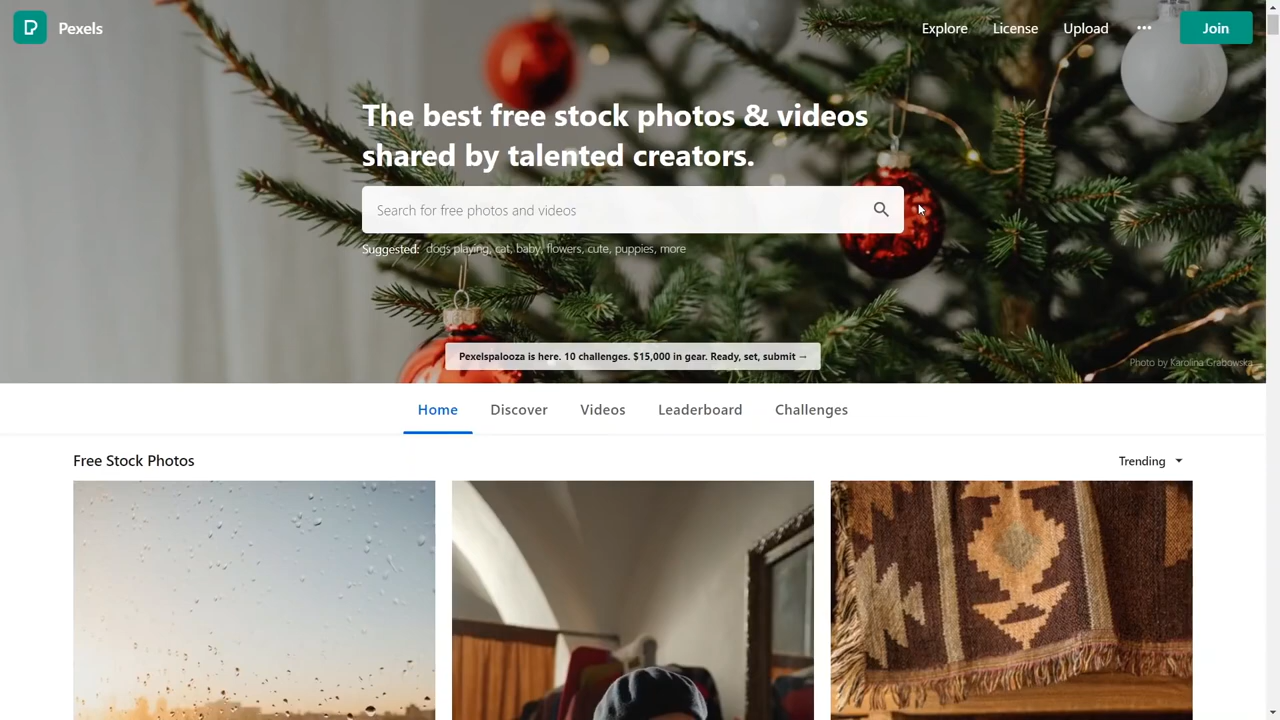 Pexels
Explore
License
Upload
Join
The best free stock photos & videos
shared by talented creators.
Search for free photos and videos
Suggested: dogs playing, cat, baby, flowers, cute, puppies, more
Pexelspalooza is here. 10 challenges. $15,000 in gear. Ready, set, submit →
Photo by Karolina Grabowska
Home
Discover
Videos
Leaderboard
Challenges
Free Stock Photos
Trending